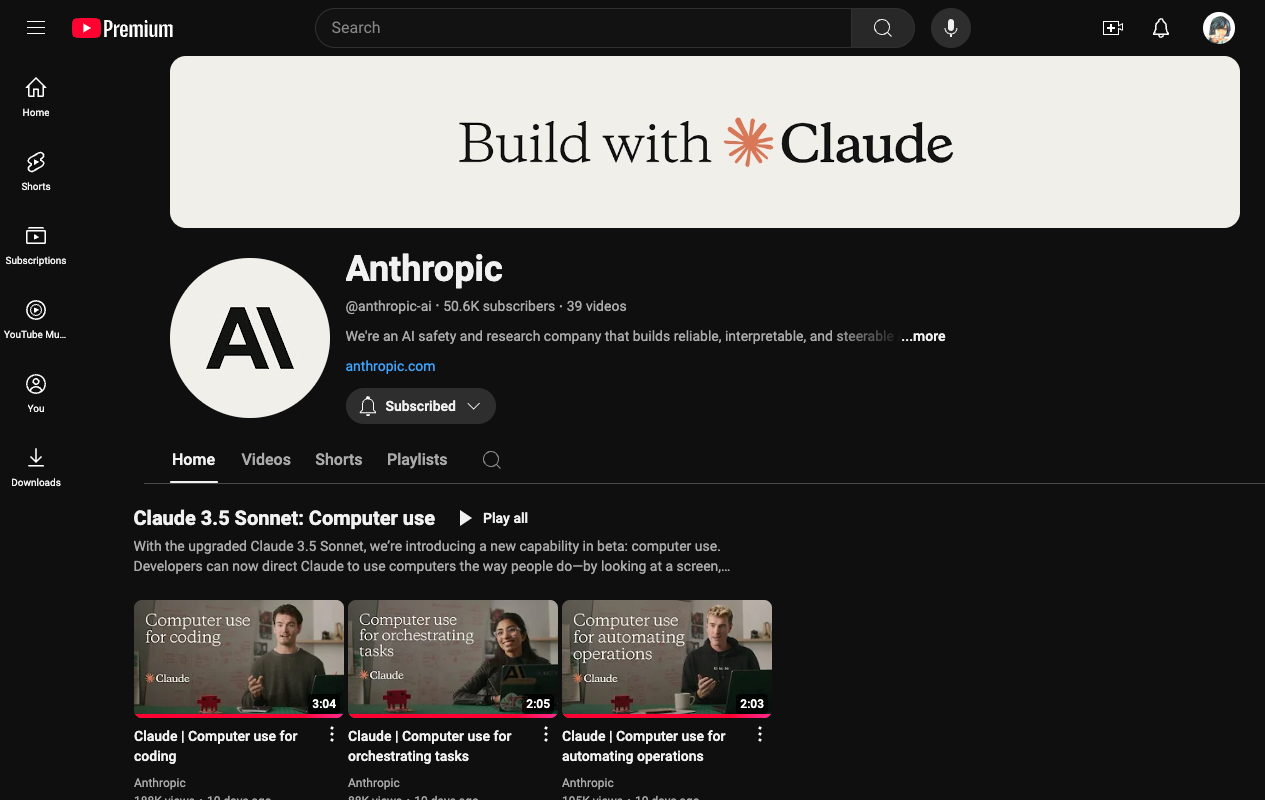 Premium
Search
Home
Shorts
Subscriptions
YouTube Mu...
You
Downloads
Build with Claude
Anthropic
@anthropic-ai · 50.6K subscribers · 39 videos
We're an AI safety and research company that builds reliable, interpretable, and steerable ...more
anthropic.com
Subscribed
Home Videos Shorts Playlists
Claude 3.5 Sonnet: Computer use Play all
With the upgraded Claude 3.5 Sonnet, we’re introducing a new capability in beta: computer use.
Developers can now direct Claude to use computers the way people do—by looking at a screen,...
Computer use
for coding
Claude
3:04
Claude | Computer use for
coding
Anthropic
Computer use
for orchestrating
tasks
Claude
2:05
Claude | Computer use for
orchestrating tasks
Anthropic
Computer use
for automating
operations
Claude
2:03
Claude | Computer use for
automating operations
Anthropic